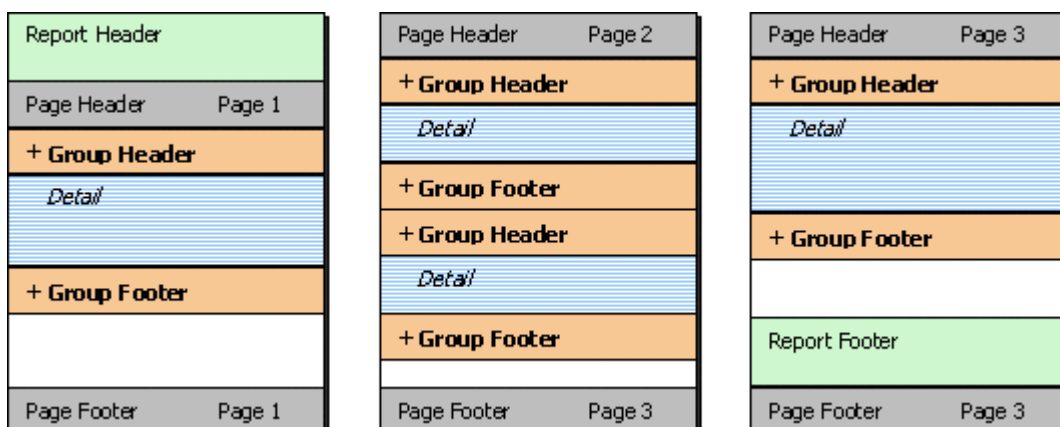 Report Header
Page Header Page 1
+ Group Header
Detail
+ Group Footer
Page Footer Page 1
Page Header Page 2
+ Group Header
Detail
+ Group Footer
+ Group Header
Detail
+ Group Footer
Page Footer Page 3
Page Header Page 3
+ Group Header
Detail
+ Group Footer
Report Footer
Page Footer Page 3